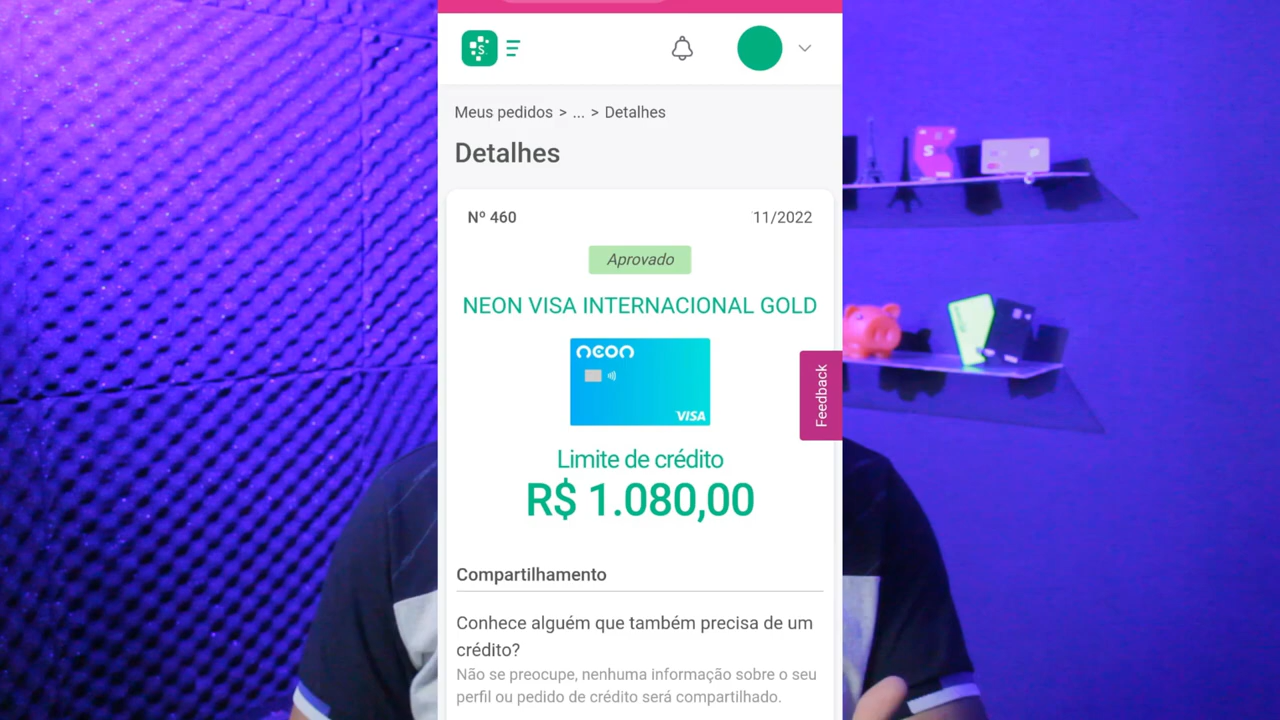 S.
Meus pedidos > ... > Detalhes
Detalhes
Nº 460
11/2022
Aprovado
NEON VISA INTERNACIONAL GOLD
neon
VISA
Feedback
Limite de crédito
R$ 1.080,00
Compartilhamento
Conhece alguém que também precisa de um
crédito?
Não se preocupe, nenhuma informação sobre o seu
perfil ou pedido de crédito será compartilhado.
S